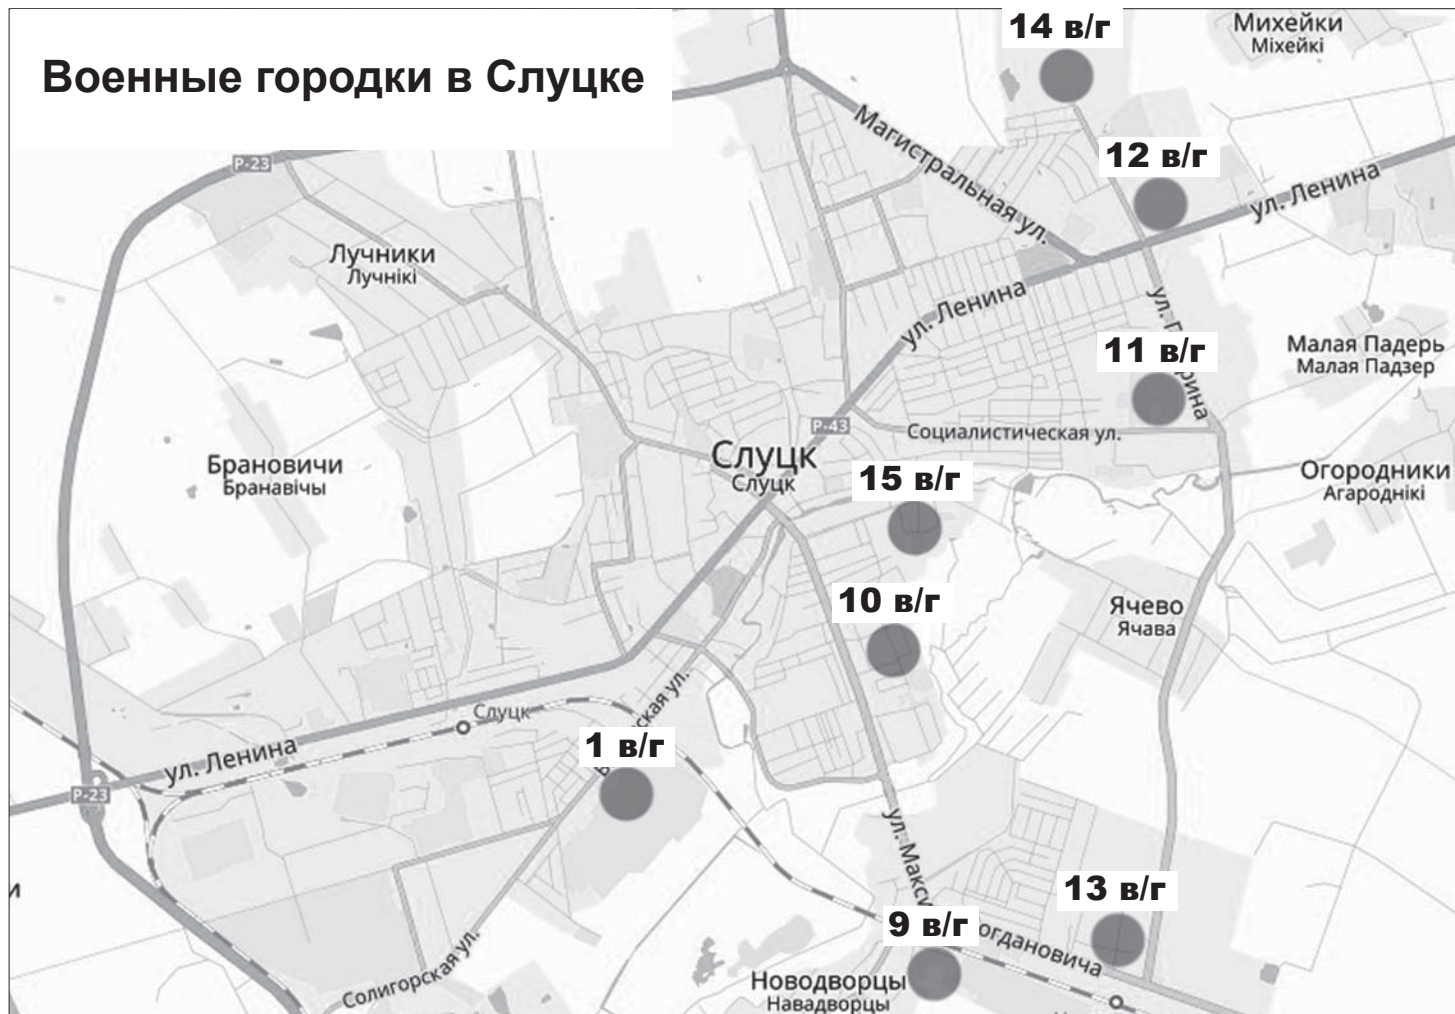 Военные городки в Слуцке
14 в/г
Михейки
Міхейкі
Магистральная ул.
Р-23
12 в/г
ул. Ленина
Лучники
Лучнікі
ул. Ленина
11 в/г
Малая Падерь
Малая Падзер
Р-43
Социалистическая ул.
Слуцк
Слуцк
Брановичи
Бранавічы
15 в/г
Огородники
Агароднікі
10 в/г
Ячево
Ячава
Слуцк
ул. Ленина
1 в/г
Р-23
13 в/г
9 в/г
Солигорская ул.
Новодворцы
Навадворцы